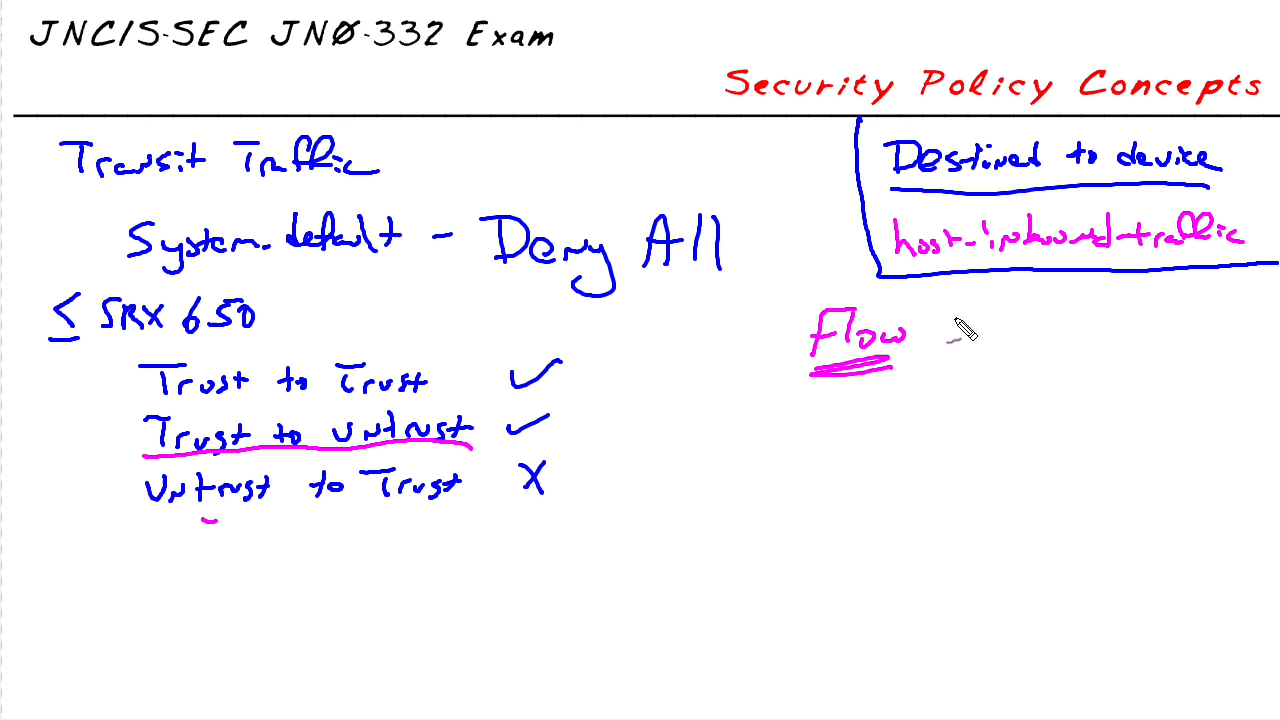 JNCIS-SEC JN0-332 Exam
Security Policy Concepts
Transit Traffic
System-default - Deny All
≤ SRX 650
Trust to Trust ✓
Trust to Untrust ✓
Untrust to Trust X
Destined to device
host-inbound-traffic
Flow -